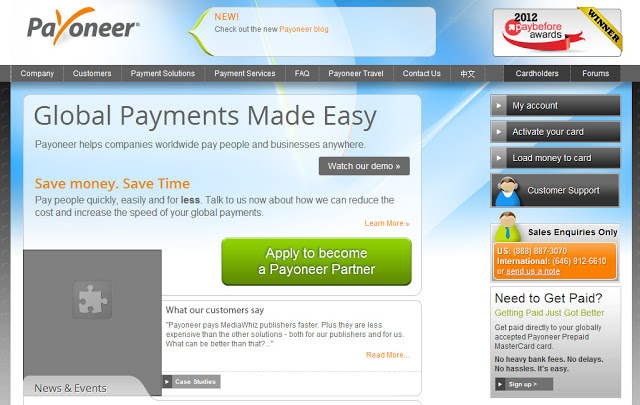 Payoneer®
NEW!
Check out the new Payoneer blog
2012
paybefore
awards
WINNER
Company
Customers
Payment Solutions
Payment Services
FAQ
Payoneer Travel
Contact Us
中文
Cardholders
Forums
Global Payments Made Easy
Payoneer helps companies worldwide pay people and businesses anywhere.
Watch our demo »
Save money. Save Time
Pay people quickly, easily and for less. Talk to us now about how we can reduce the
cost and increase the speed of your global payments.
Learn More »
Apply to become
a Payoneer Partner
What our customers say
"Payoneer pays MediaWhiz publishers faster. Plus they are less
expensive than the other solutions - both for our publishers and for us.
What can be better than that?..."
Read More...
Case Studies
News & Events
My account
Activate your card
Load money to card
Customer Support
Sales Enquiries Only
US: (888) 887-3070
International: (646) 912-6610
or send us a note
Need to Get Paid?
Getting Paid Just Got Better
Get paid directly to your globally
accepted Payoneer Prepaid
MasterCard card.
No heavy bank fees. No delays.
No hassles. It's easy.
Sign up >